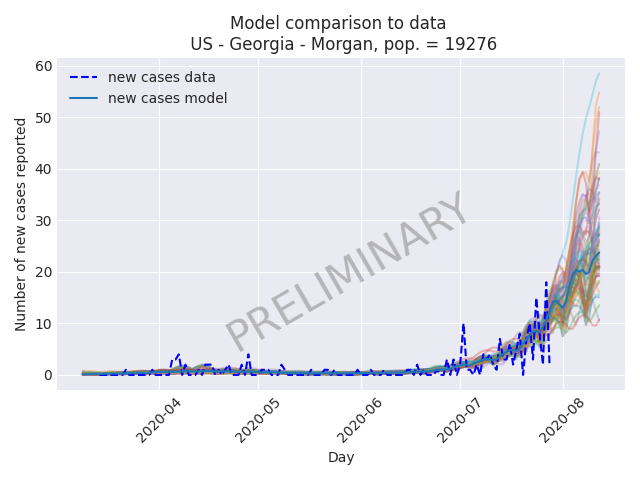 Model comparison to data
US - Georgia - Morgan, pop. = 19276
new cases data
new cases model
PRELIMINARY
Number of new cases reported
60
50
40
30
20
10
0
2020-04
2020-05
2020-06
2020-07
2020-08
Day